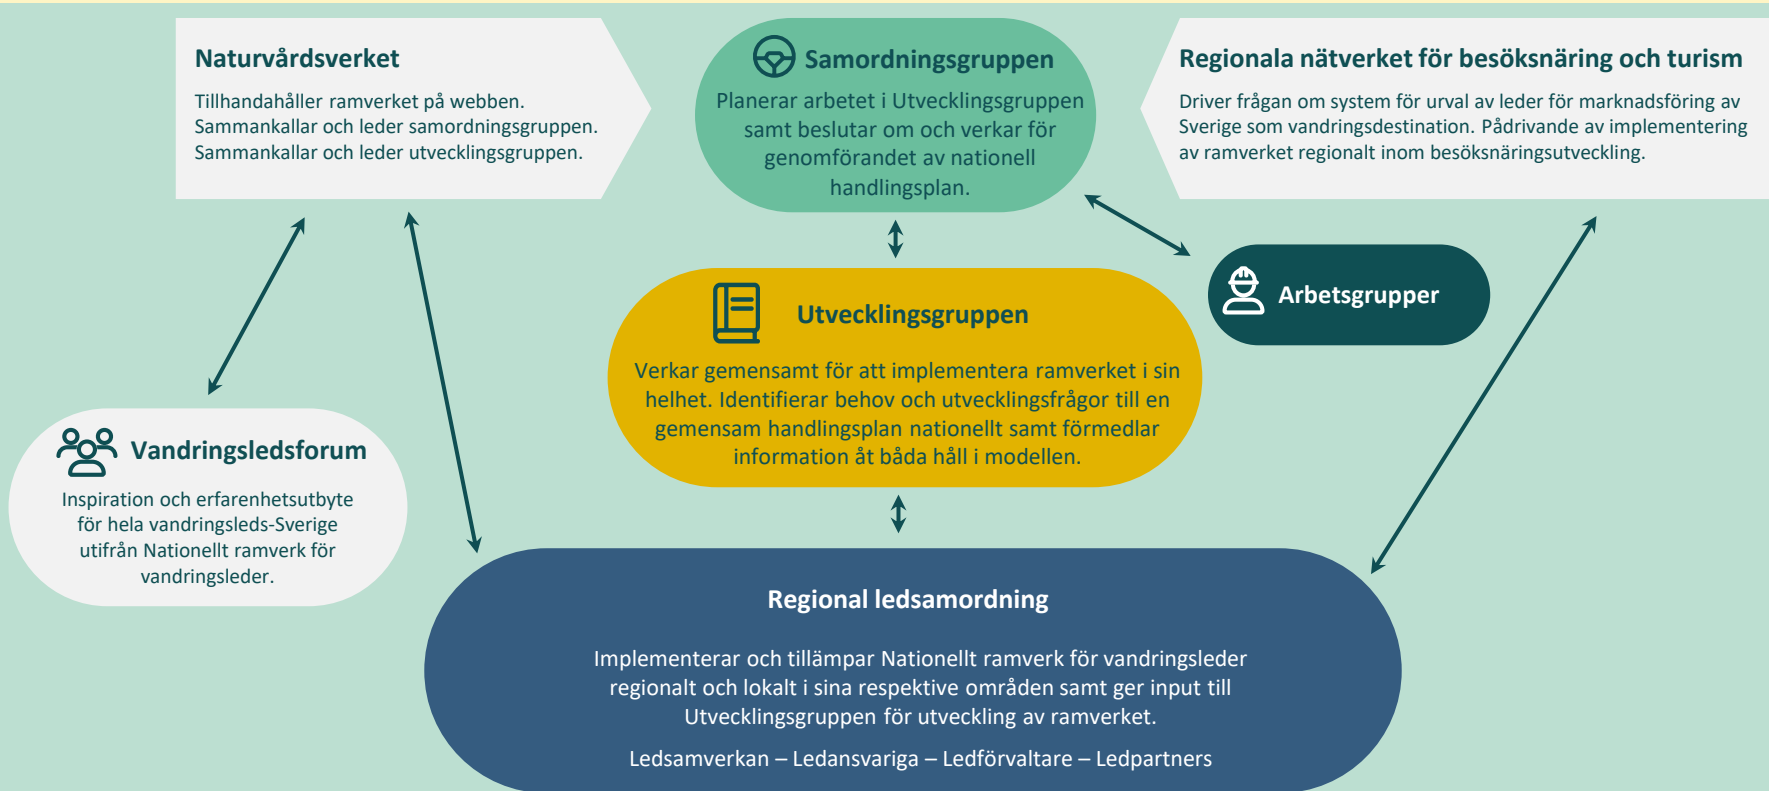 Naturvårdsverket
Tillhandahåller ramverket på webben.
Sammankallar och leder samordningsgruppen.
Sammankallar och leder utvecklingsgruppen.
Samordningsgruppen
Planerar arbetet i Utvecklingsgruppen
samt beslutar om och verkar för
genomförandet av nationell
handlingsplan.
Regionala nätverket för besöksnäring och turism
Driver frågan om system för urval av leder för marknadsföring av
Sverige som vandringsdestination. Pådrivande av implementering
av ramverket regionalt inom besöksnäringsutveckling.
Arbetsgrupper
Utvecklingsgruppen
Verkar gemensamt för att implementera ramverket i sin
helhet. Identifierar behov och utvecklingsfrågor till en
gemensam handlingsplan nationellt samt förmedlar
information åt båda håll i modellen.
Vandringsledsforum
Inspiration och erfarenhetsutbyte
för hela vandringsleds-Sverige
utifrån Nationellt ramverk för
vandringsleder.
Regional ledsamordning
Implementerar och tillämpar Nationellt ramverk för vandringsleder
regionalt och lokalt i sina respektive områden samt ger input till
Utvecklingsgruppen för utveckling av ramverket.
Ledsamverkan – Ledansvariga – Ledförvaltare – Ledpartners